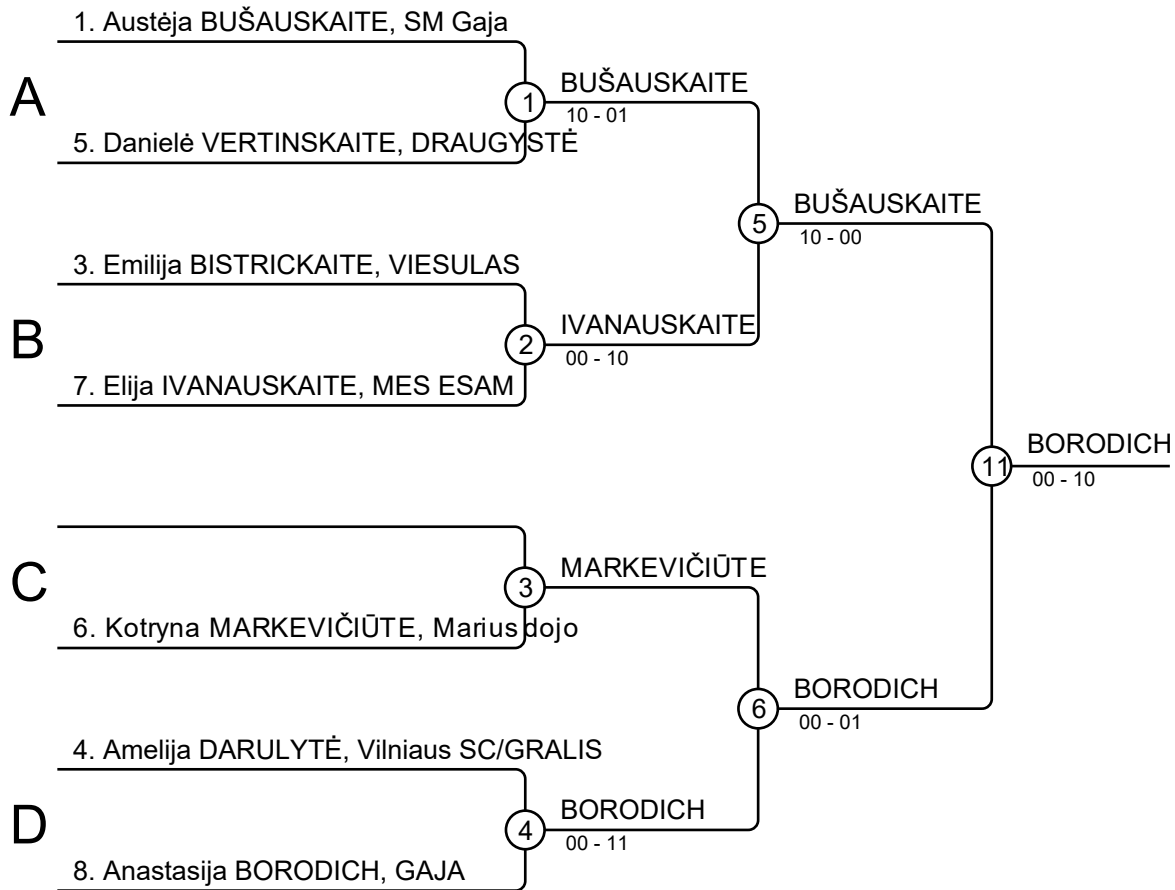 1. Austėja BUŠAUSKAITE, SM Gaja
A
1
BUŠAUSKAITE
10 - 01
5. Danielė VERTINSKAITE, DRAUGYSTĖ
5
BUŠAUSKAITE
10 - 00
3. Emilija BISTRICKAITE, VIESULAS
B
2
IVANAUSKAITE
00 - 10
7. Elija IVANAUSKAITE, MES ESAM
11
BORODICH
00 - 10
C
3
MARKEVIČIŪTE
6. Kotryna MARKEVIČIŪTE, Marius dojo
6
BORODICH
00 - 01
4. Amelija DARULYTĖ, Vilniaus SC/GRALIS
D
4
BORODICH
00 - 11
8. Anastasija BORODICH, GAJA